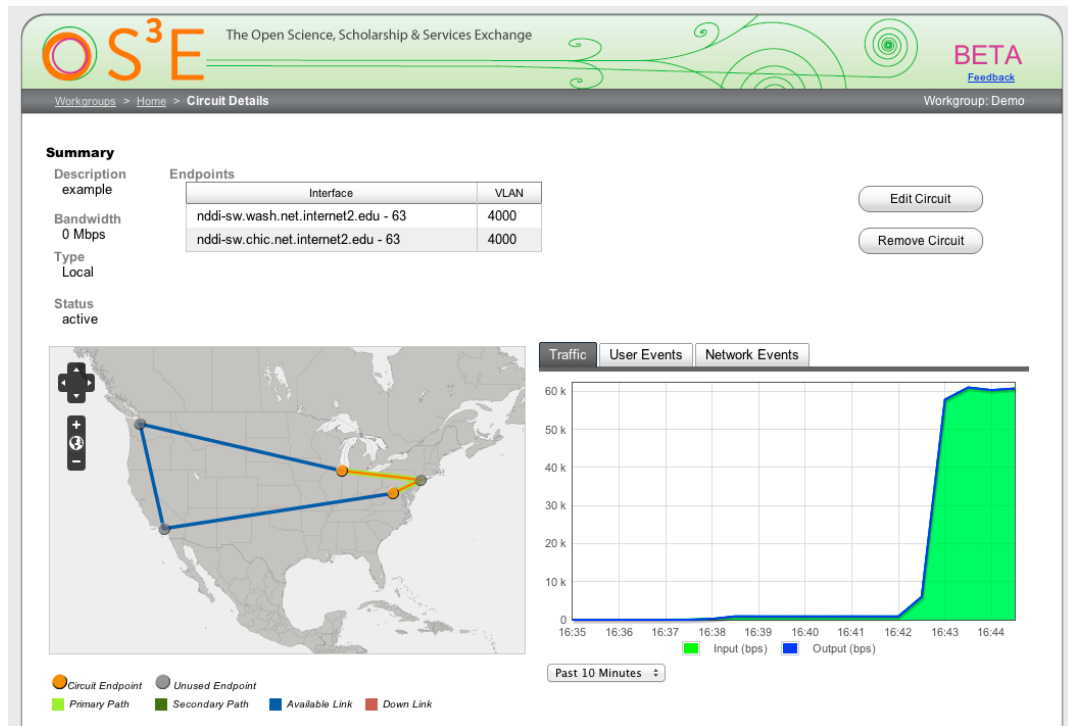 OS³E The Open Science, Scholarship & Services Exchange
BETA
Feedback
Workgroups > Home > Circuit Details Workgroup: Demo
Summary
Description
example
Bandwidth
0 Mbps
Type
Local
Status
active
Endpoints
Interface VLAN
nddi-sw.wash.net.internet2.edu - 63 4000
nddi-sw.chic.net.internet2.edu - 63 4000
Edit Circuit
Remove Circuit
+
−
Circuit Endpoint Unused Endpoint
Primary Path Secondary Path Available Link Down Link
Traffic User Events Network Events
60 k
50 k
40 k
30 k
20 k
10 k
0
16:35 16:36 16:37 16:38 16:39 16:40 16:41 16:42 16:43 16:44
Input (bps) Output (bps)
Past 10 Minutes